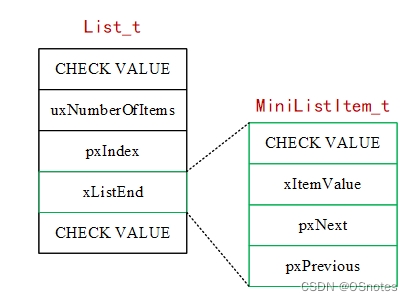 List_t
CHECK VALUE
uxNumberOfItems
pxIndex
xListEnd
CHECK VALUE
MiniListItem_t
CHECK VALUE
xItemValue
pxNext
pxPrevious
CSDN @OSnotes